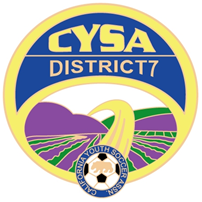 CYSA
DISTRICT7
CALIFORNIA YOUTH SOCCER ASSN.